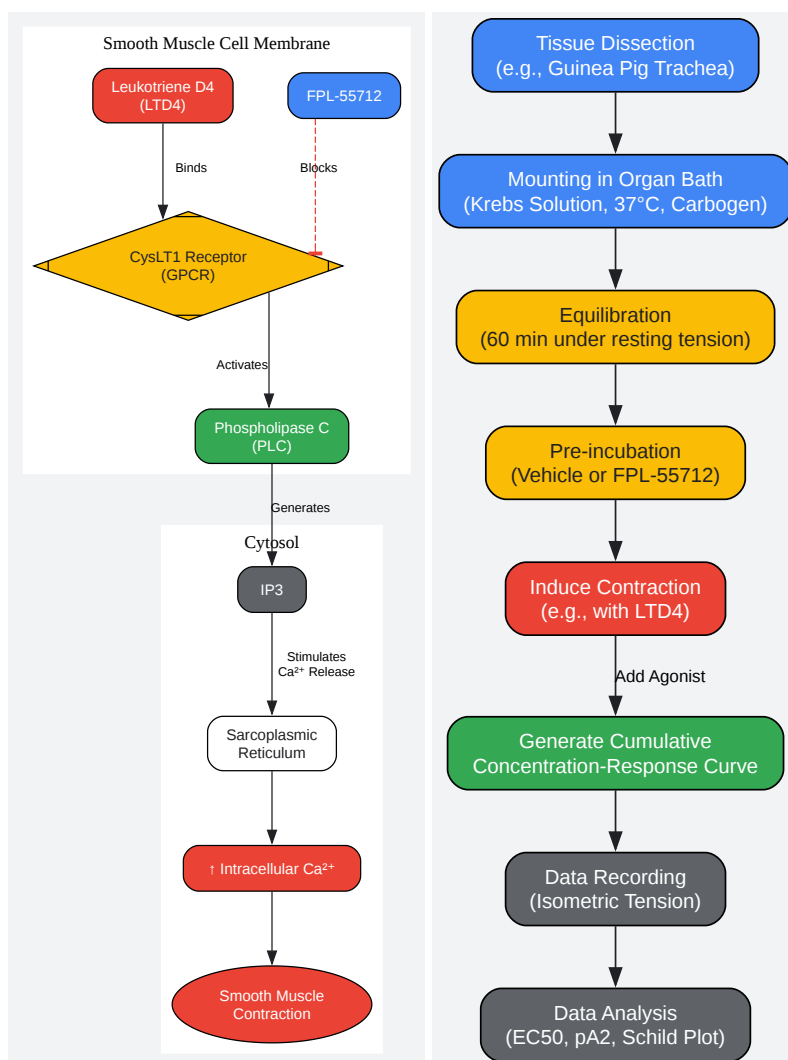 Smooth Muscle Cell Membrane
Leukotriene D4
(LTD4)
FPL-55712
Binds
Blocks
CysLT1 Receptor
(GPCR)
Activates
Phospholipase C
(PLC)
Generates
Cytosol
IP3
Stimulates
Ca²⁺ Release
Sarcoplasmic
Reticulum
↑ Intracellular Ca²⁺
Smooth Muscle
Contraction
Tissue Dissection
(e.g., Guinea Pig Trachea)
Mounting in Organ Bath
(Krebs Solution, 37°C, Carbogen)
Equilibration
(60 min under resting tension)
Pre-incubation
(Vehicle or FPL-55712)
Induce Contraction
(e.g., with LTD4)
Add Agonist
Generate Cumulative
Concentration-Response Curve
Data Recording
(Isometric Tension)
Data Analysis
(EC50, pA2, Schild Plot)